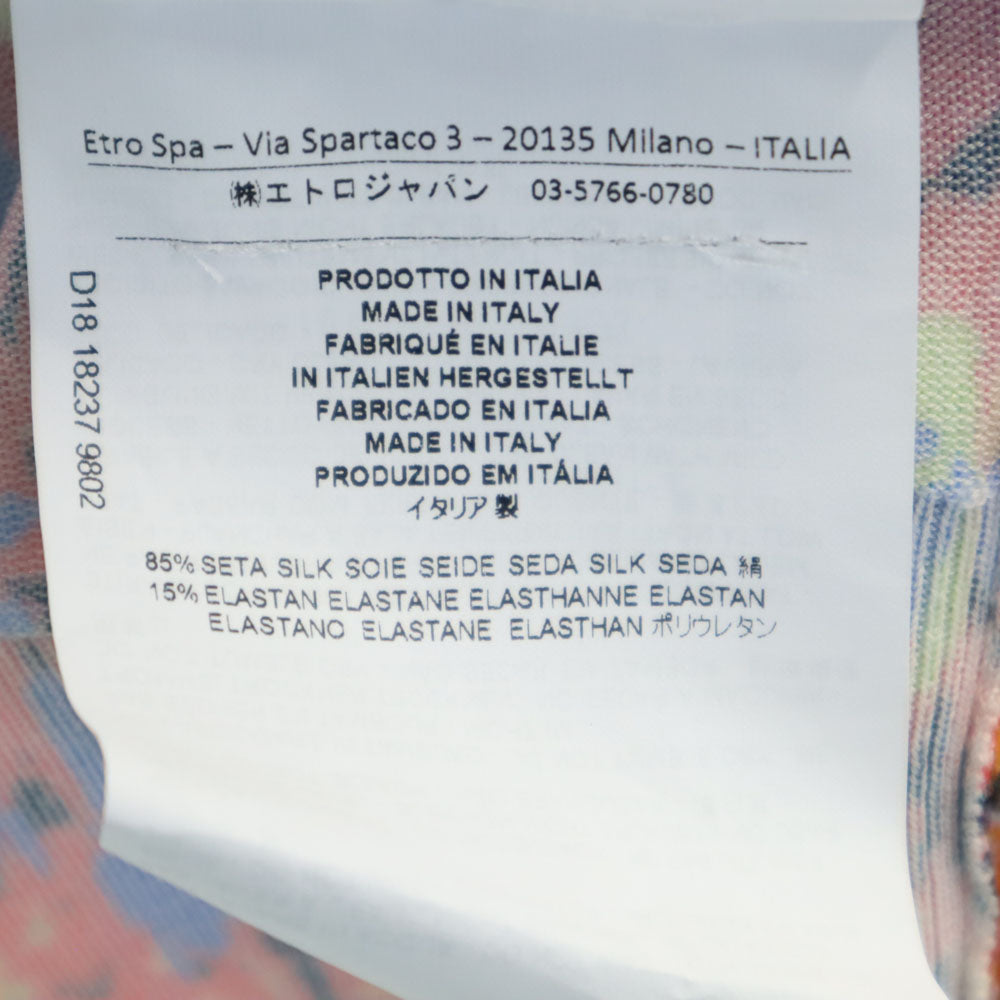 Etro Spa – Via Spartaco 3 – 20135 Milano – ITALIA
㈱エトロジャパン 03-5766-0780
D18 18237 9802
PRODOTTO IN ITALIA
MADE IN ITALY
FABRIQUÉ EN ITALIE
IN ITALIEN HERGESTELLT
FABRICADO EN ITALIA
MADE IN ITALY
PRODUZIDO EM ITÁLIA
イタリア製
85% SETA SILK SOIE SEIDE SEDA SILK SEDA 絹
15% ELASTAN ELASTANE ELASTHANNE ELASTAN
ELASTANO ELASTANE ELASTHAN ポリウレタン